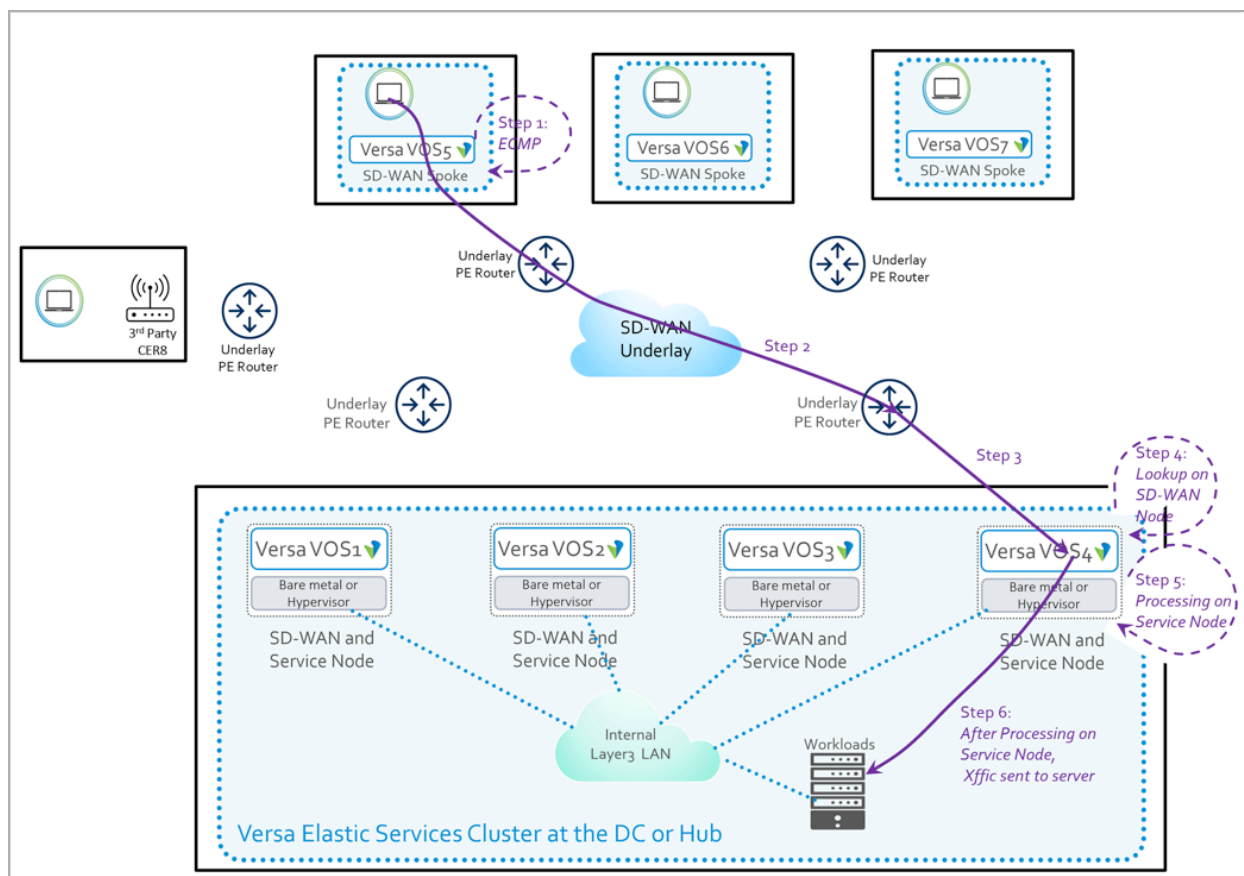 Step 1:
ECMP
Versa VOS5
SD-WAN Spoke
Versa VOS6
SD-WAN Spoke
Versa VOS7
SD-WAN Spoke
3rd Party
CER8
Underlay
PE Router
Underlay
PE Router
Underlay
PE Router
SD-WAN
Underlay
Step 2
Underlay
PE Router
Underlay
PE Router
Step 3
Step 4:
Lookup on
SD-WAN
Node
Versa VOS1
Bare metal or
Hypervisor
SD-WAN and
Service Node
Versa VOS2
Bare metal or
Hypervisor
SD-WAN and
Service Node
Versa VOS3
Bare metal or
Hypervisor
SD-WAN and
Service Node
Versa VOS4
Bare metal or
Hypervisor
SD-WAN and
Service Node
Step 5:
Processing on
Service Node
Internal
Layer3 LAN
Workloads
Step 6:
After Processing on
Service Node,
Xffic sent to server
Versa Elastic Services Cluster at the DC or Hub